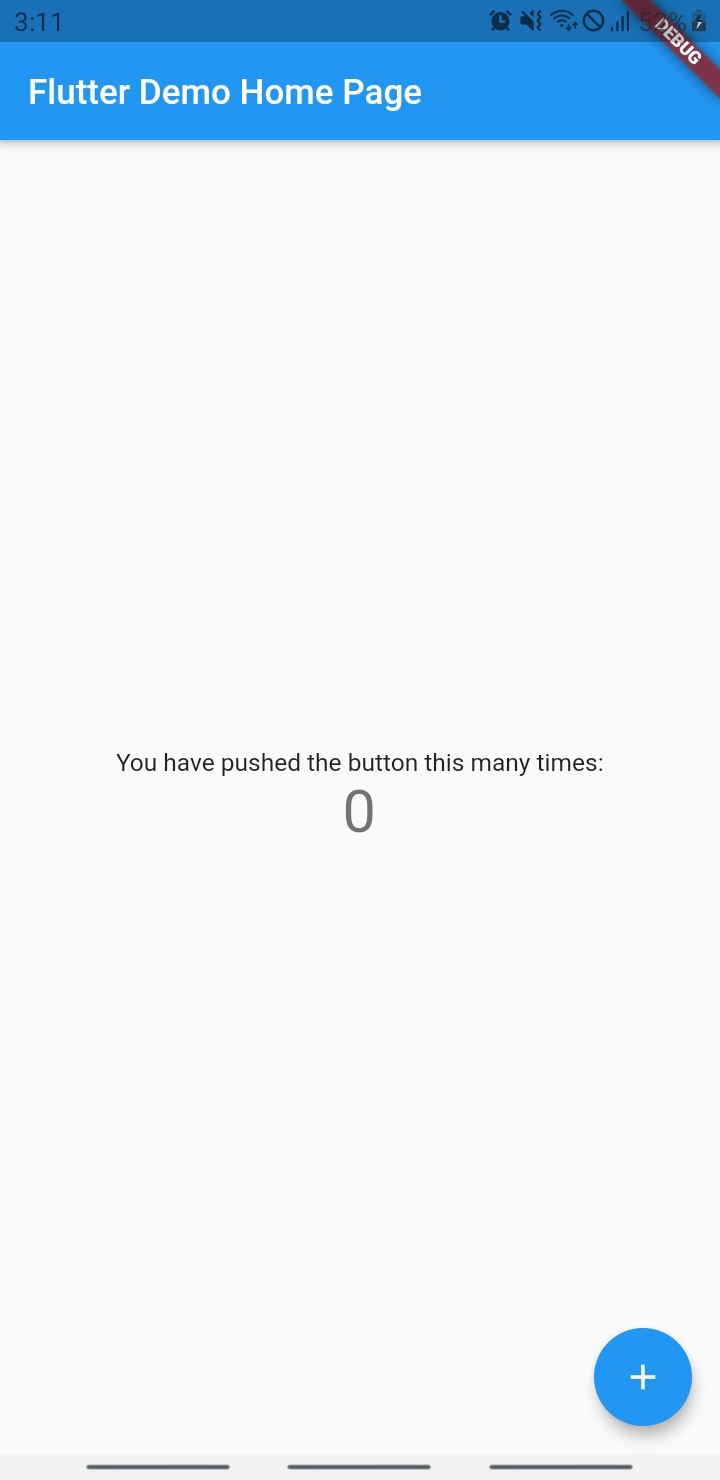 3:11
DEBUG
Flutter Demo Home Page
You have pushed the button this many times:
0